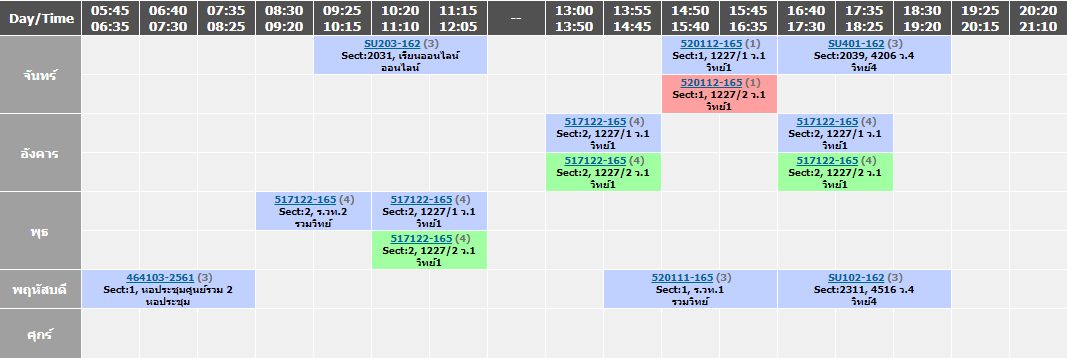 Day/Time 05:45 06:40 07:35 08:30 09:25 10:20 11:15 -- 13:00 13:55 14:50 15:45 16:40 17:35 18:30 19:25 20:20
06:35 07:30 08:25 09:20 10:15 11:10 12:05 13:50 14:45 15:40 16:35 17:30 18:25 19:20 20:15 21:10
จันทร์
SU203-162 (3)
Sect:2031, เรียนออนไลน์
ออนไลน์
520112-165 (1)
Sect:1, 1227/1 ว.1
วิทย์1
SU401-162 (3)
Sect:2039, 4206 ว.4
วิทย์4
520112-165 (1)
Sect:1, 1227/2 ว.1
วิทย์1
อังคาร
517122-165 (4)
Sect:2, 1227/1 ว.1
วิทย์1
517122-165 (4)
Sect:2, 1227/1 ว.1
วิทย์1
517122-165 (4)
Sect:2, 1227/2 ว.1
วิทย์1
517122-165 (4)
Sect:2, 1227/2 ว.1
วิทย์1
พุธ
517122-165 (4)
Sect:2, ร.วท.2
รวมวิทย์
517122-165 (4)
Sect:2, 1227/1 ว.1
วิทย์1
517122-165 (4)
Sect:2, 1227/2 ว.1
วิทย์1
พฤหัสบดี
464103-2561 (3)
Sect:1, หอประชุมศูนย์รวม 2
หอประชุม
520111-165 (3)
Sect:1, ร.วท.1
รวมวิทย์
SU102-162 (3)
Sect:2311, 4516 ว.4
วิทย์4
ศุกร์